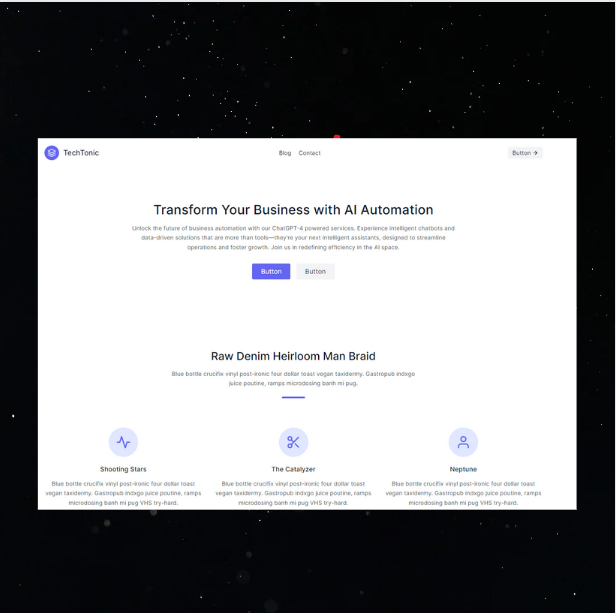 TechTonic
Blog Contact
Button →
Transform Your Business with AI Automation
Unlock the future of business automation with our ChatGPT-4 powered services. Experience intelligent chatbots and
data-driven solutions that are more than tools—they're your next intelligent assistants, designed to streamline
operations and foster growth. Join us in redefining efficiency in the AI space.
Button Button
Raw Denim Heirloom Man Braid
Blue bottle crucifix vinyl post-ironic four dollar toast vegan taxidermy. Gastropub indxgo
juice poutine, ramps microdosing banh mi pug.
Shooting Stars
Blue bottle crucifix vinyl post-ironic four dollar toast
vegan taxidermy. Gastropub indxgo juice poutine, ramps
microdosing banh mi pug VHS try-hard.
The Catalyzer
Blue bottle crucifix vinyl post-ironic four dollar toast
vegan taxidermy. Gastropub indxgo juice poutine, ramps
microdosing banh mi pug VHS try-hard.
Neptune
Blue bottle crucifix vinyl post-ironic four dollar toast
vegan taxidermy. Gastropub indxgo juice poutine, ramps
microdosing banh mi pug VHS try-hard.